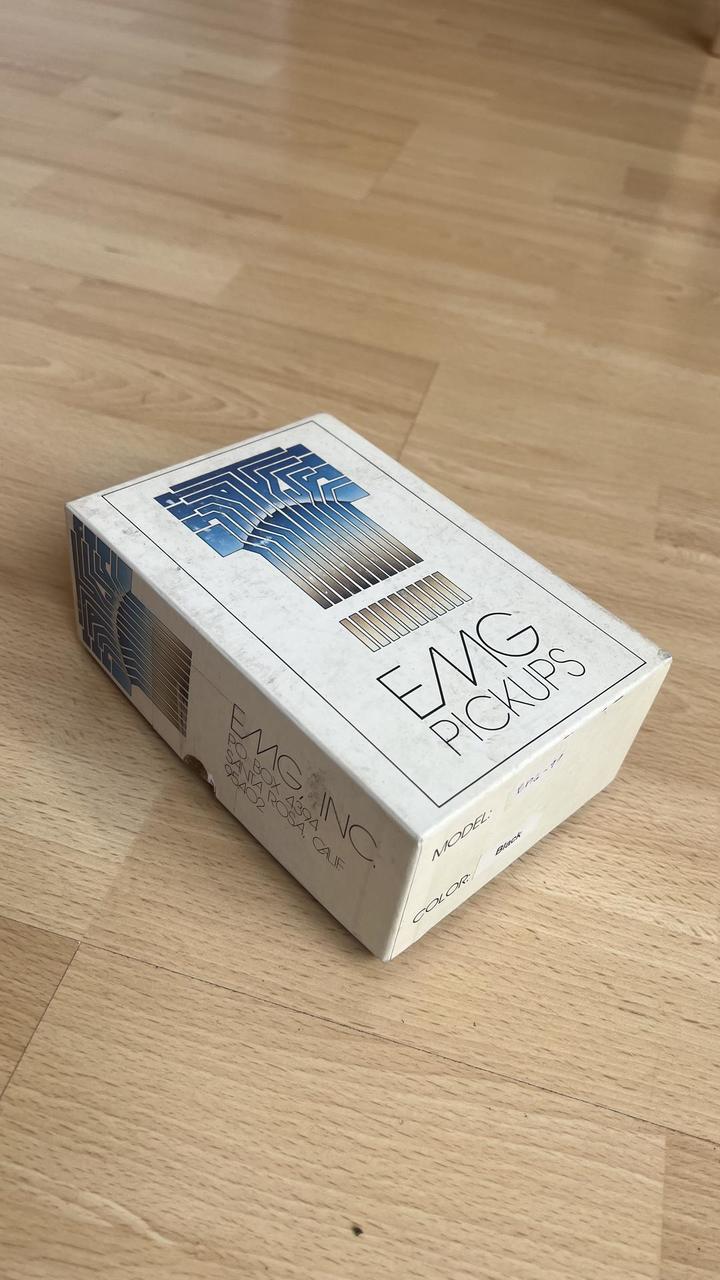 EMG
PICKUPS
EMG, INC.
P.O. BOX 4394
SANTA ROSA, CALIF
95402
MODEL:
COLOR: Black